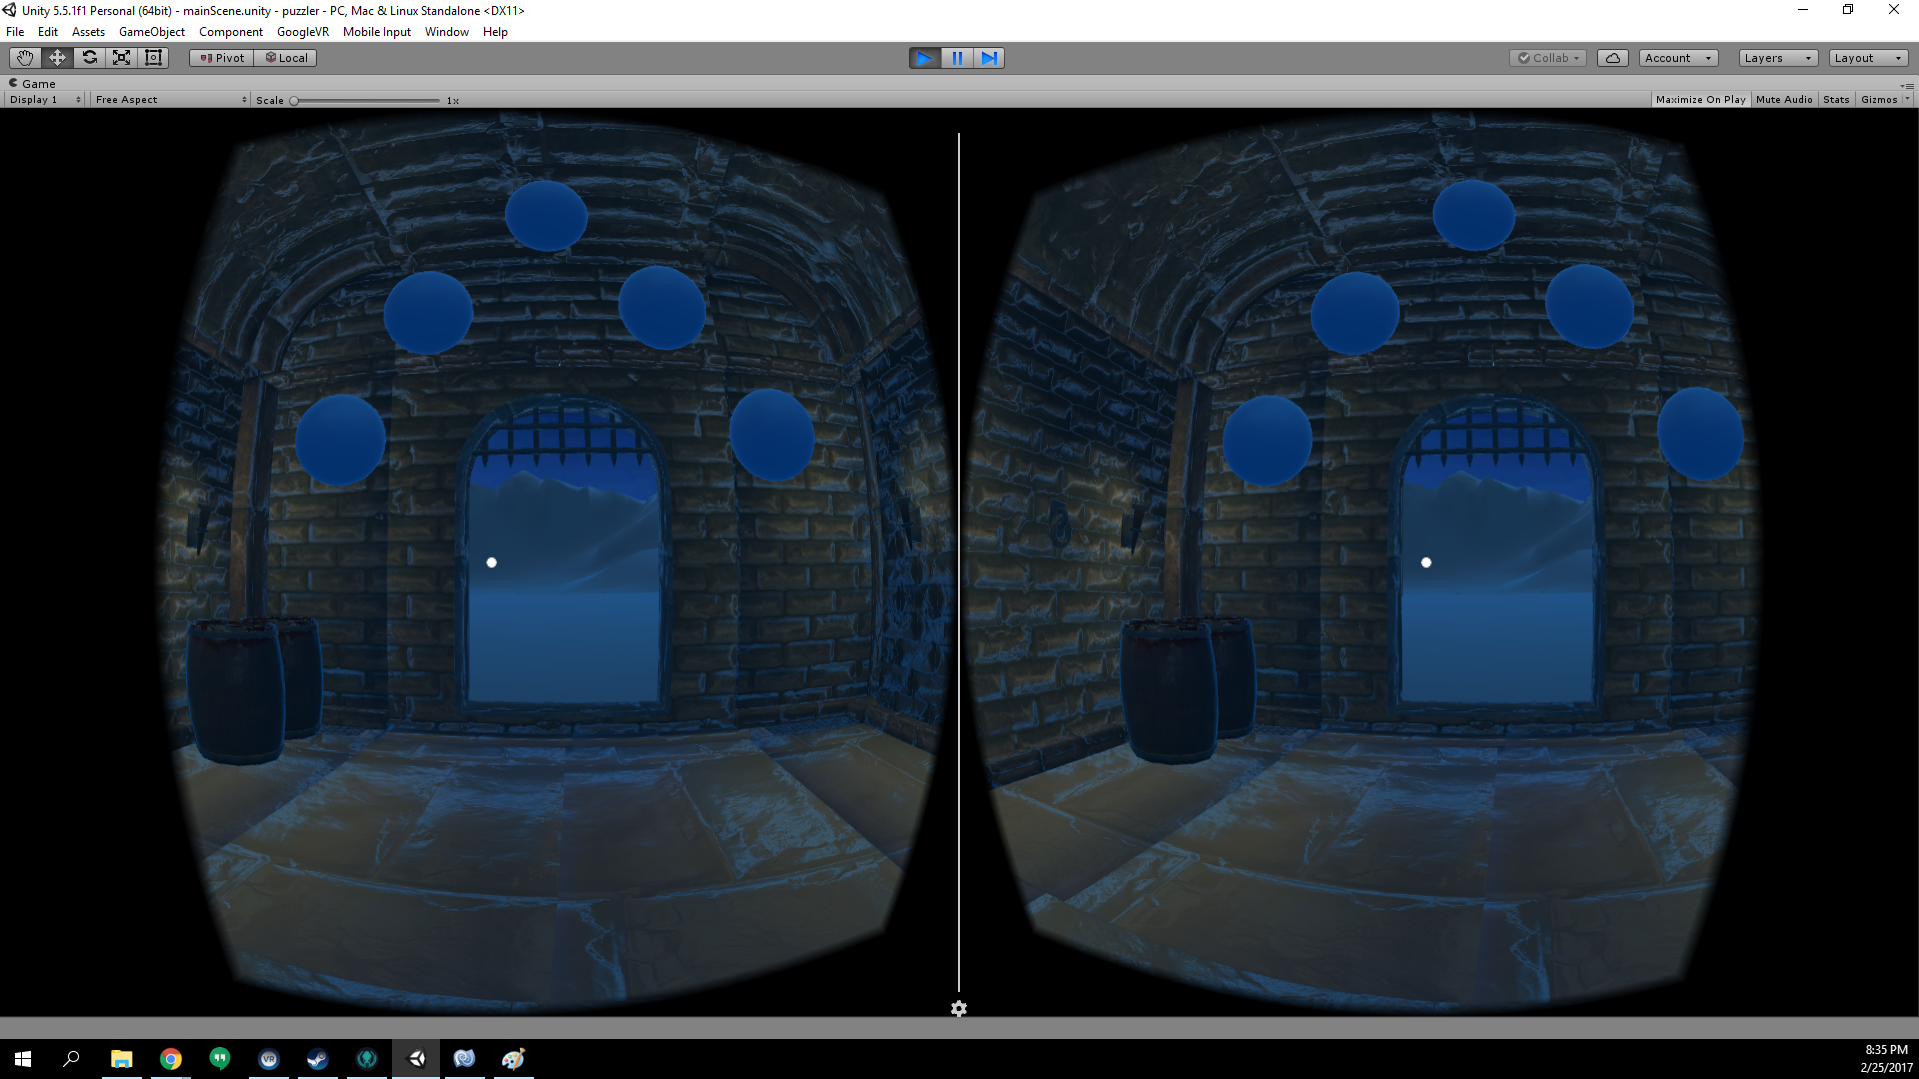 Unity 5.5.1f1 Personal (64bit) - mainScene.unity - puzzler - PC, Mac & Linux Standalone <DX11>
File Edit Assets GameObject Component GoogleVR Mobile Input Window Help
Pivot Local Collab Account Layers Layout
Game
Display 1 Free Aspect Scale 1x Maximize On Play Mute Audio Stats Gizmos
VR
8:35 PM
2/25/2017